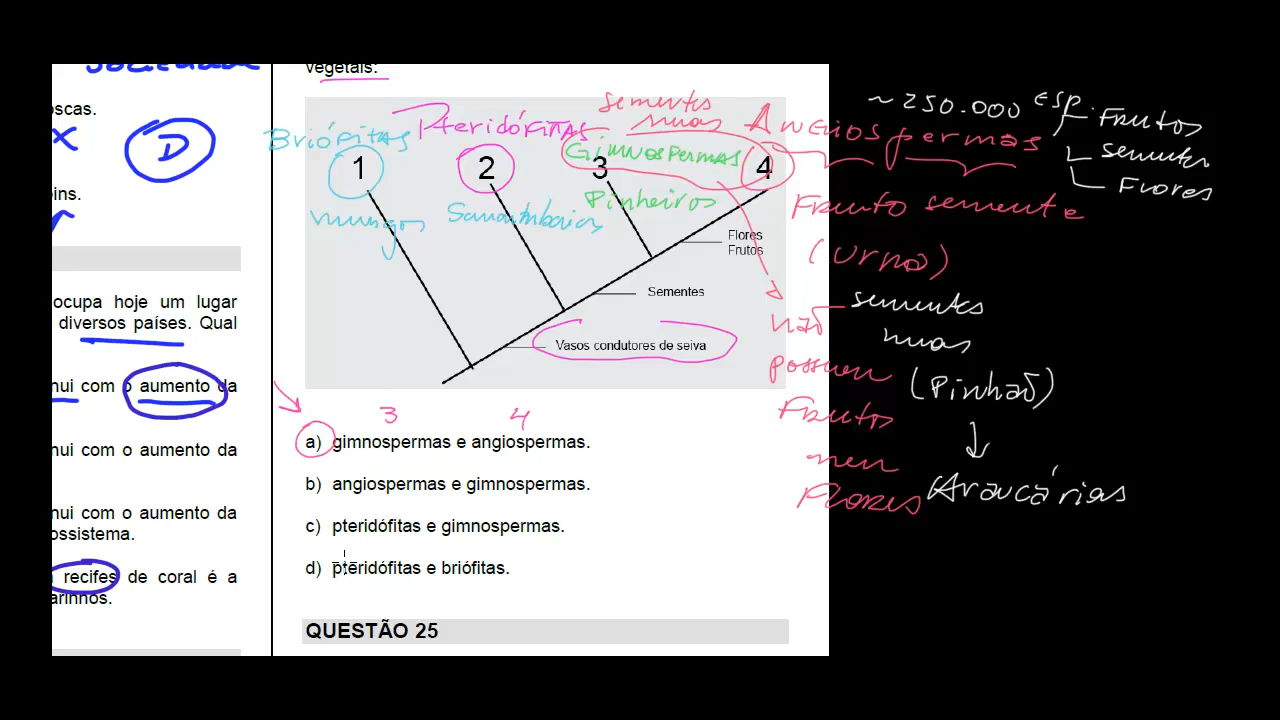 sociedade
oscas.
X
D
pins.
ocupa hoje um lugar
diversos países. Qual
nui com o aumento da
nui com o aumento da
nui com o aumento da
ossistema.
recifes de coral é a
arinhos.
vegetais:
Briófitas
Pteridófitas
sementes
nuas
Gimnospermas
Angiospermas
1
2
3
4
musgos
Samambaias
Pinheiros
Flores
Frutos
Sementes
Vasos condutores de seiva
3
4
a) gimnospermas e angiospermas.
b) angiospermas e gimnospermas.
c) pteridófitas e gimnospermas.
d) pteridófitas e briófitas.
QUESTÃO 25
~ 250.000 ESP.
Frutos
sementes
Flores
Fruto semente
(urna)
não
possuem
Frutos
nem
Flores
sementes
nuas
(Pinhão)
Araucárias